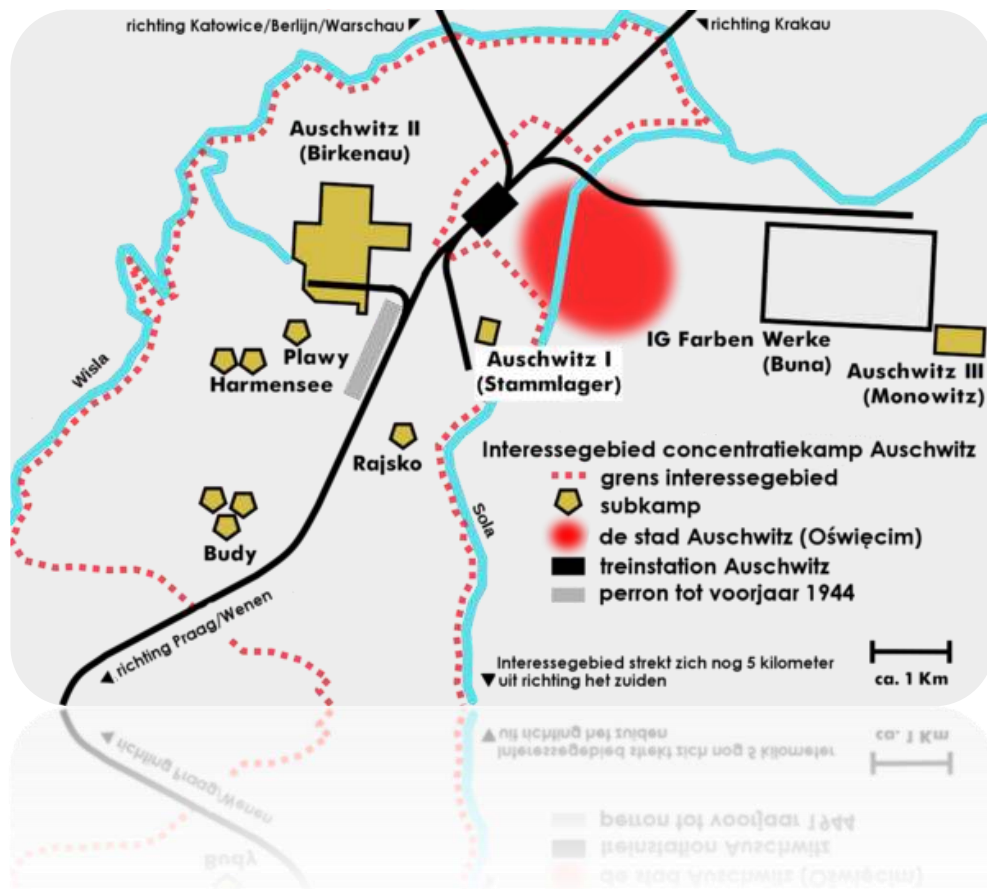 richting Katowice/Berlijn/Warschau
richting Krakau
Auschwitz II
(Birkenau)
Wisla
Plawy
Harmensee
Auschwitz I
(Stammlager)
IG Farben Werke
(Buna)
Auschwitz III
(Monowitz)
Rajsko
Budy
Sola
richting Praag/Wenen
Interessegebied concentratiekamp Auschwitz
grens interessegebied
subkamp
de stad Auschwitz (Oświęcim)
treinstation Auschwitz
perron tot voorjaar 1944
Interessegebied strekt zich nog 5 kilometer
uit richting het zuiden
ca. 1 Km